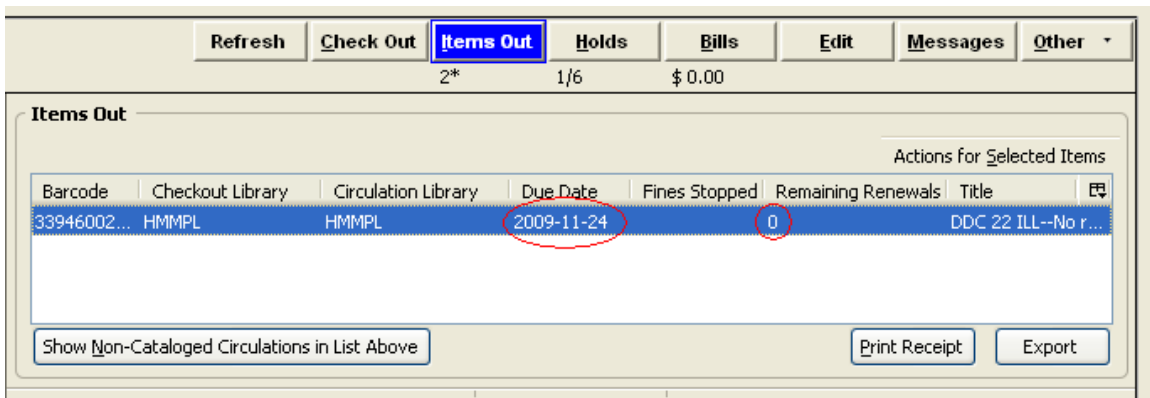 Refresh Check Out Items Out Holds Bills Edit Messages Other
2* 1/6 $ 0.00
Items Out
Actions for Selected Items
Barcode Checkout Library Circulation Library Due Date Fines Stopped Remaining Renewals Title
33946002... HMMPL HMMPL 2009-11-24 0 DDC 22 ILL--No r...
Show Non-Cataloged Circulations in List Above Print Receipt Export